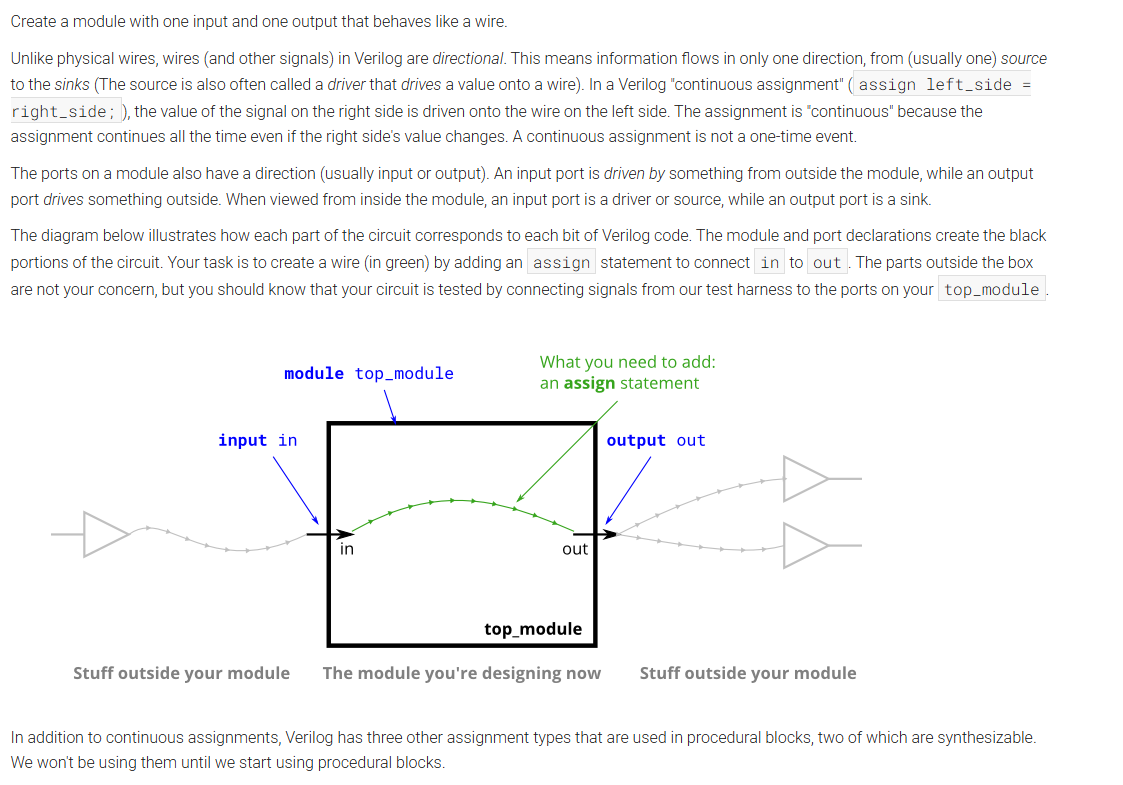 Create a module with one input and one output that behaves like a wire.
Unlike physical wires, wires (and other signals) in Verilog are directional. This means information flows in only one direction, from (usually one) source
to the sinks (The source is also often called a driver that drives a value onto a wire). In a Verilog "continuous assignment" ( assign left_side =
right_side; ), the value of the signal on the right side is driven onto the wire on the left side. The assignment is "continuous" because the
assignment continues all the time even if the right side's value changes. A continuous assignment is not a one-time event.
The ports on a module also have a direction (usually input or output). An input port is driven by something from outside the module, while an output
port drives something outside. When viewed from inside the module, an input port is a driver or source, while an output port is a sink.
The diagram below illustrates how each part of the circuit corresponds to each bit of Verilog code. The module and port declarations create the black
portions of the circuit. Your task is to create a wire (in green) by adding an assign statement to connect in to out . The parts outside the box
are not your concern, but you should know that your circuit is tested by connecting signals from our test harness to the ports on your top_module .
What you need to add:
an assign statement
module top_module
input in
output out
in
out
top_module
Stuff outside your module
The module you're designing now
Stuff outside your module
In addition to continuous assignments, Verilog has three other assignment types that are used in procedural blocks, two of which are synthesizable.
We won't be using them until we start using procedural blocks.